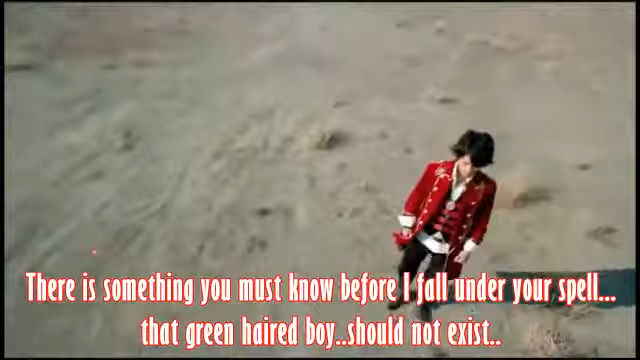 There is something you must know before I fall under your spell...
that green haired boy..should not exist..